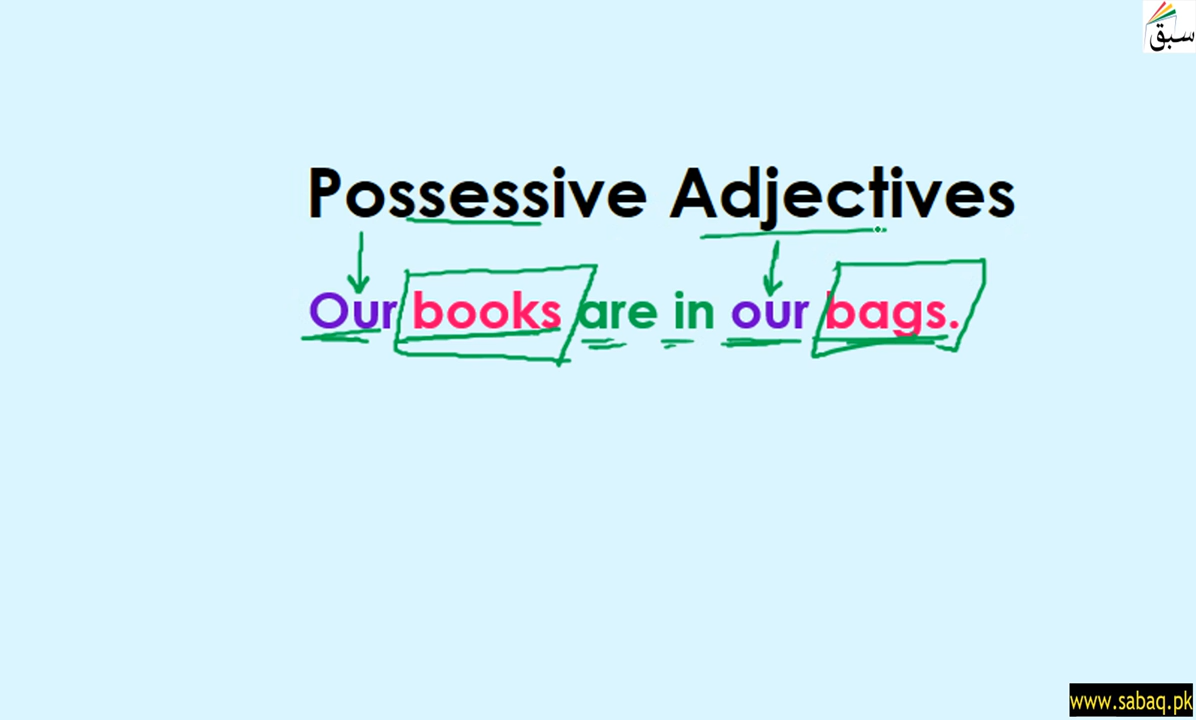 سبق
Possessive Adjectives
Our books are in our bags.
www.sabaq.pk